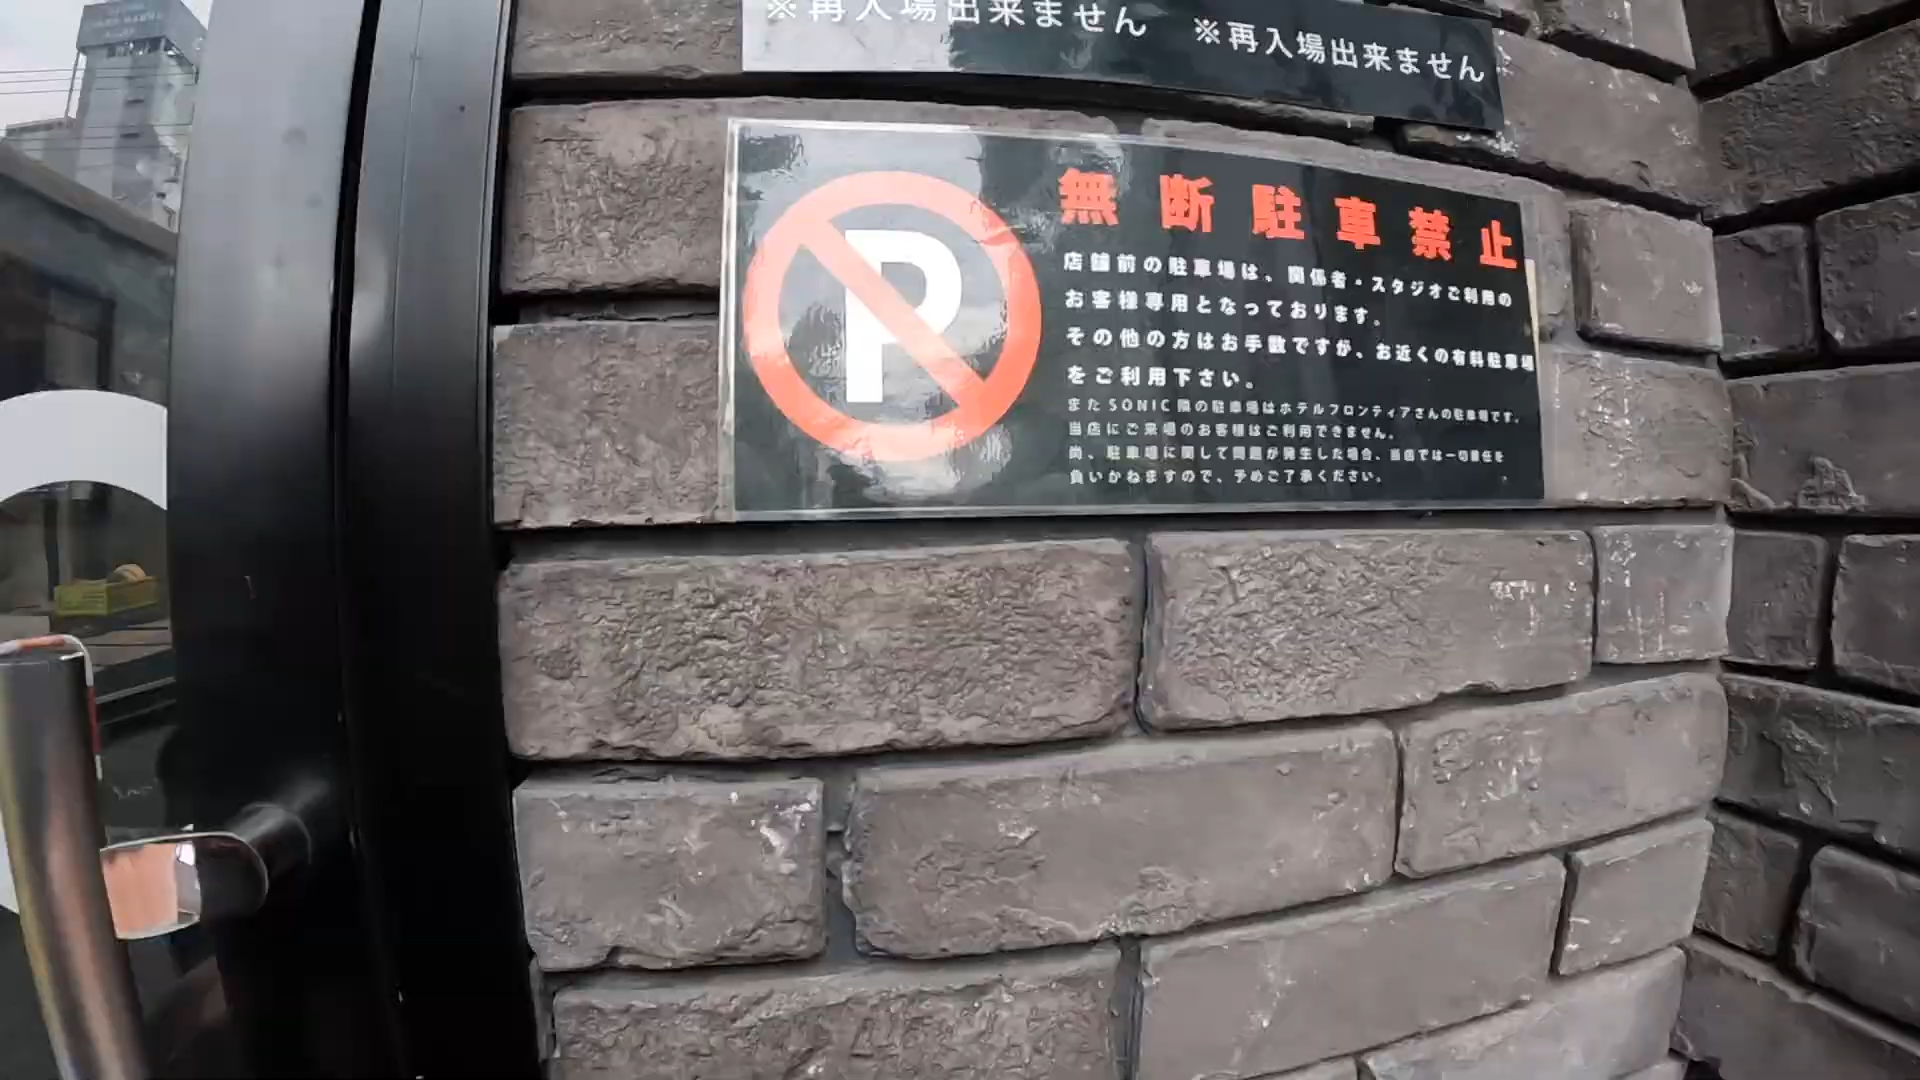 ※再入場出来ません ※再入場出来ません
無断駐車禁止
店舗前の駐車場は、関係者・スタジオご利用の
お客様専用となっております。
その他の方はお手数ですが、お近くの有料駐車場
をご利用下さい。
またSONIC隣の駐車場はホテルフロンティアさんの駐車場です。
当店にご来場のお客様はご利用できません。
尚、駐車場に関して問題が発生した場合、当店では一切責任を
負いかねますので、予めご了承ください。
P